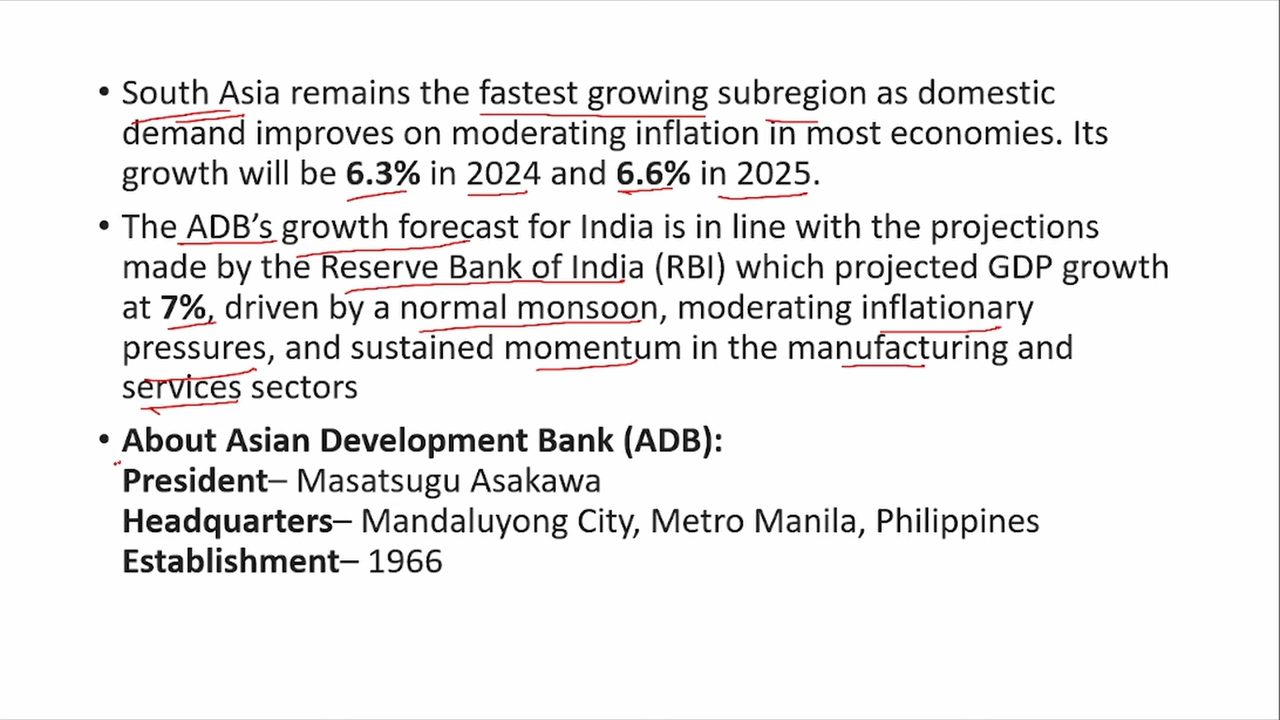 • South Asia remains the fastest growing subregion as domestic
demand improves on moderating inflation in most economies. Its
growth will be 6.3% in 2024 and 6.6% in 2025.
• The ADB’s growth forecast for India is in line with the projections
made by the Reserve Bank of India (RBI) which projected GDP growth
at 7%, driven by a normal monsoon, moderating inflationary
pressures, and sustained momentum in the manufacturing and
services sectors
• About Asian Development Bank (ADB):
President– Masatsugu Asakawa
Headquarters– Mandaluyong City, Metro Manila, Philippines
Establishment– 1966